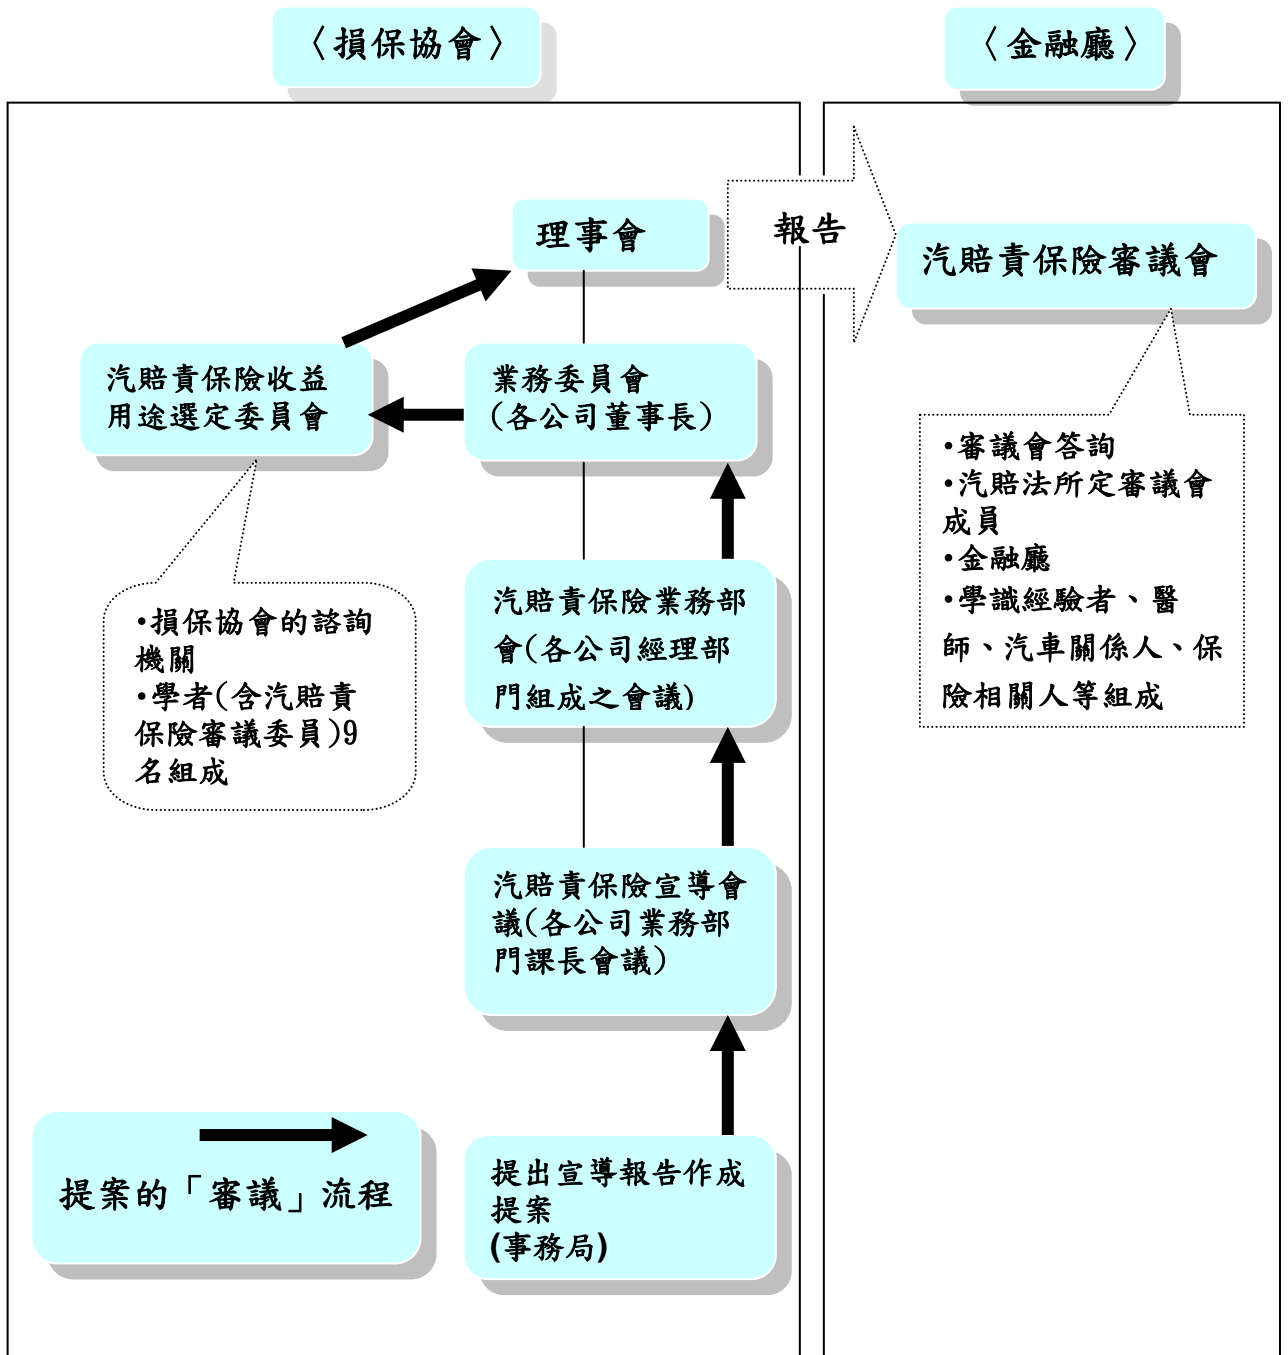 〈損保協會〉
〈金融廳〉
理事會
報告
汽賠責保險審議會
汽賠責保險收益
用途選定委員會
業務委員會
(各公司董事長)
•審議會答詢
•汽賠法所定審議會
成員
•金融廳
•學識經驗者、醫
師、汽車關係人、保
險相關人等組成
汽賠責保險業務部
會(各公司經理部
門組成之會議)
•損保協會的諮詢
機關
•學者(含汽賠責
保險審議委員)9
名組成
汽賠責保險宣導會
議(各公司業務部
門課長會議)
提案的「審議」流程
提出宣導報告作成
提案
(事務局)